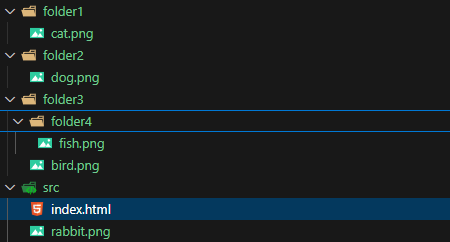 folder1
cat.png
folder2
dog.png
folder3
folder4
fish.png
bird.png
src
index.html
rabbit.png